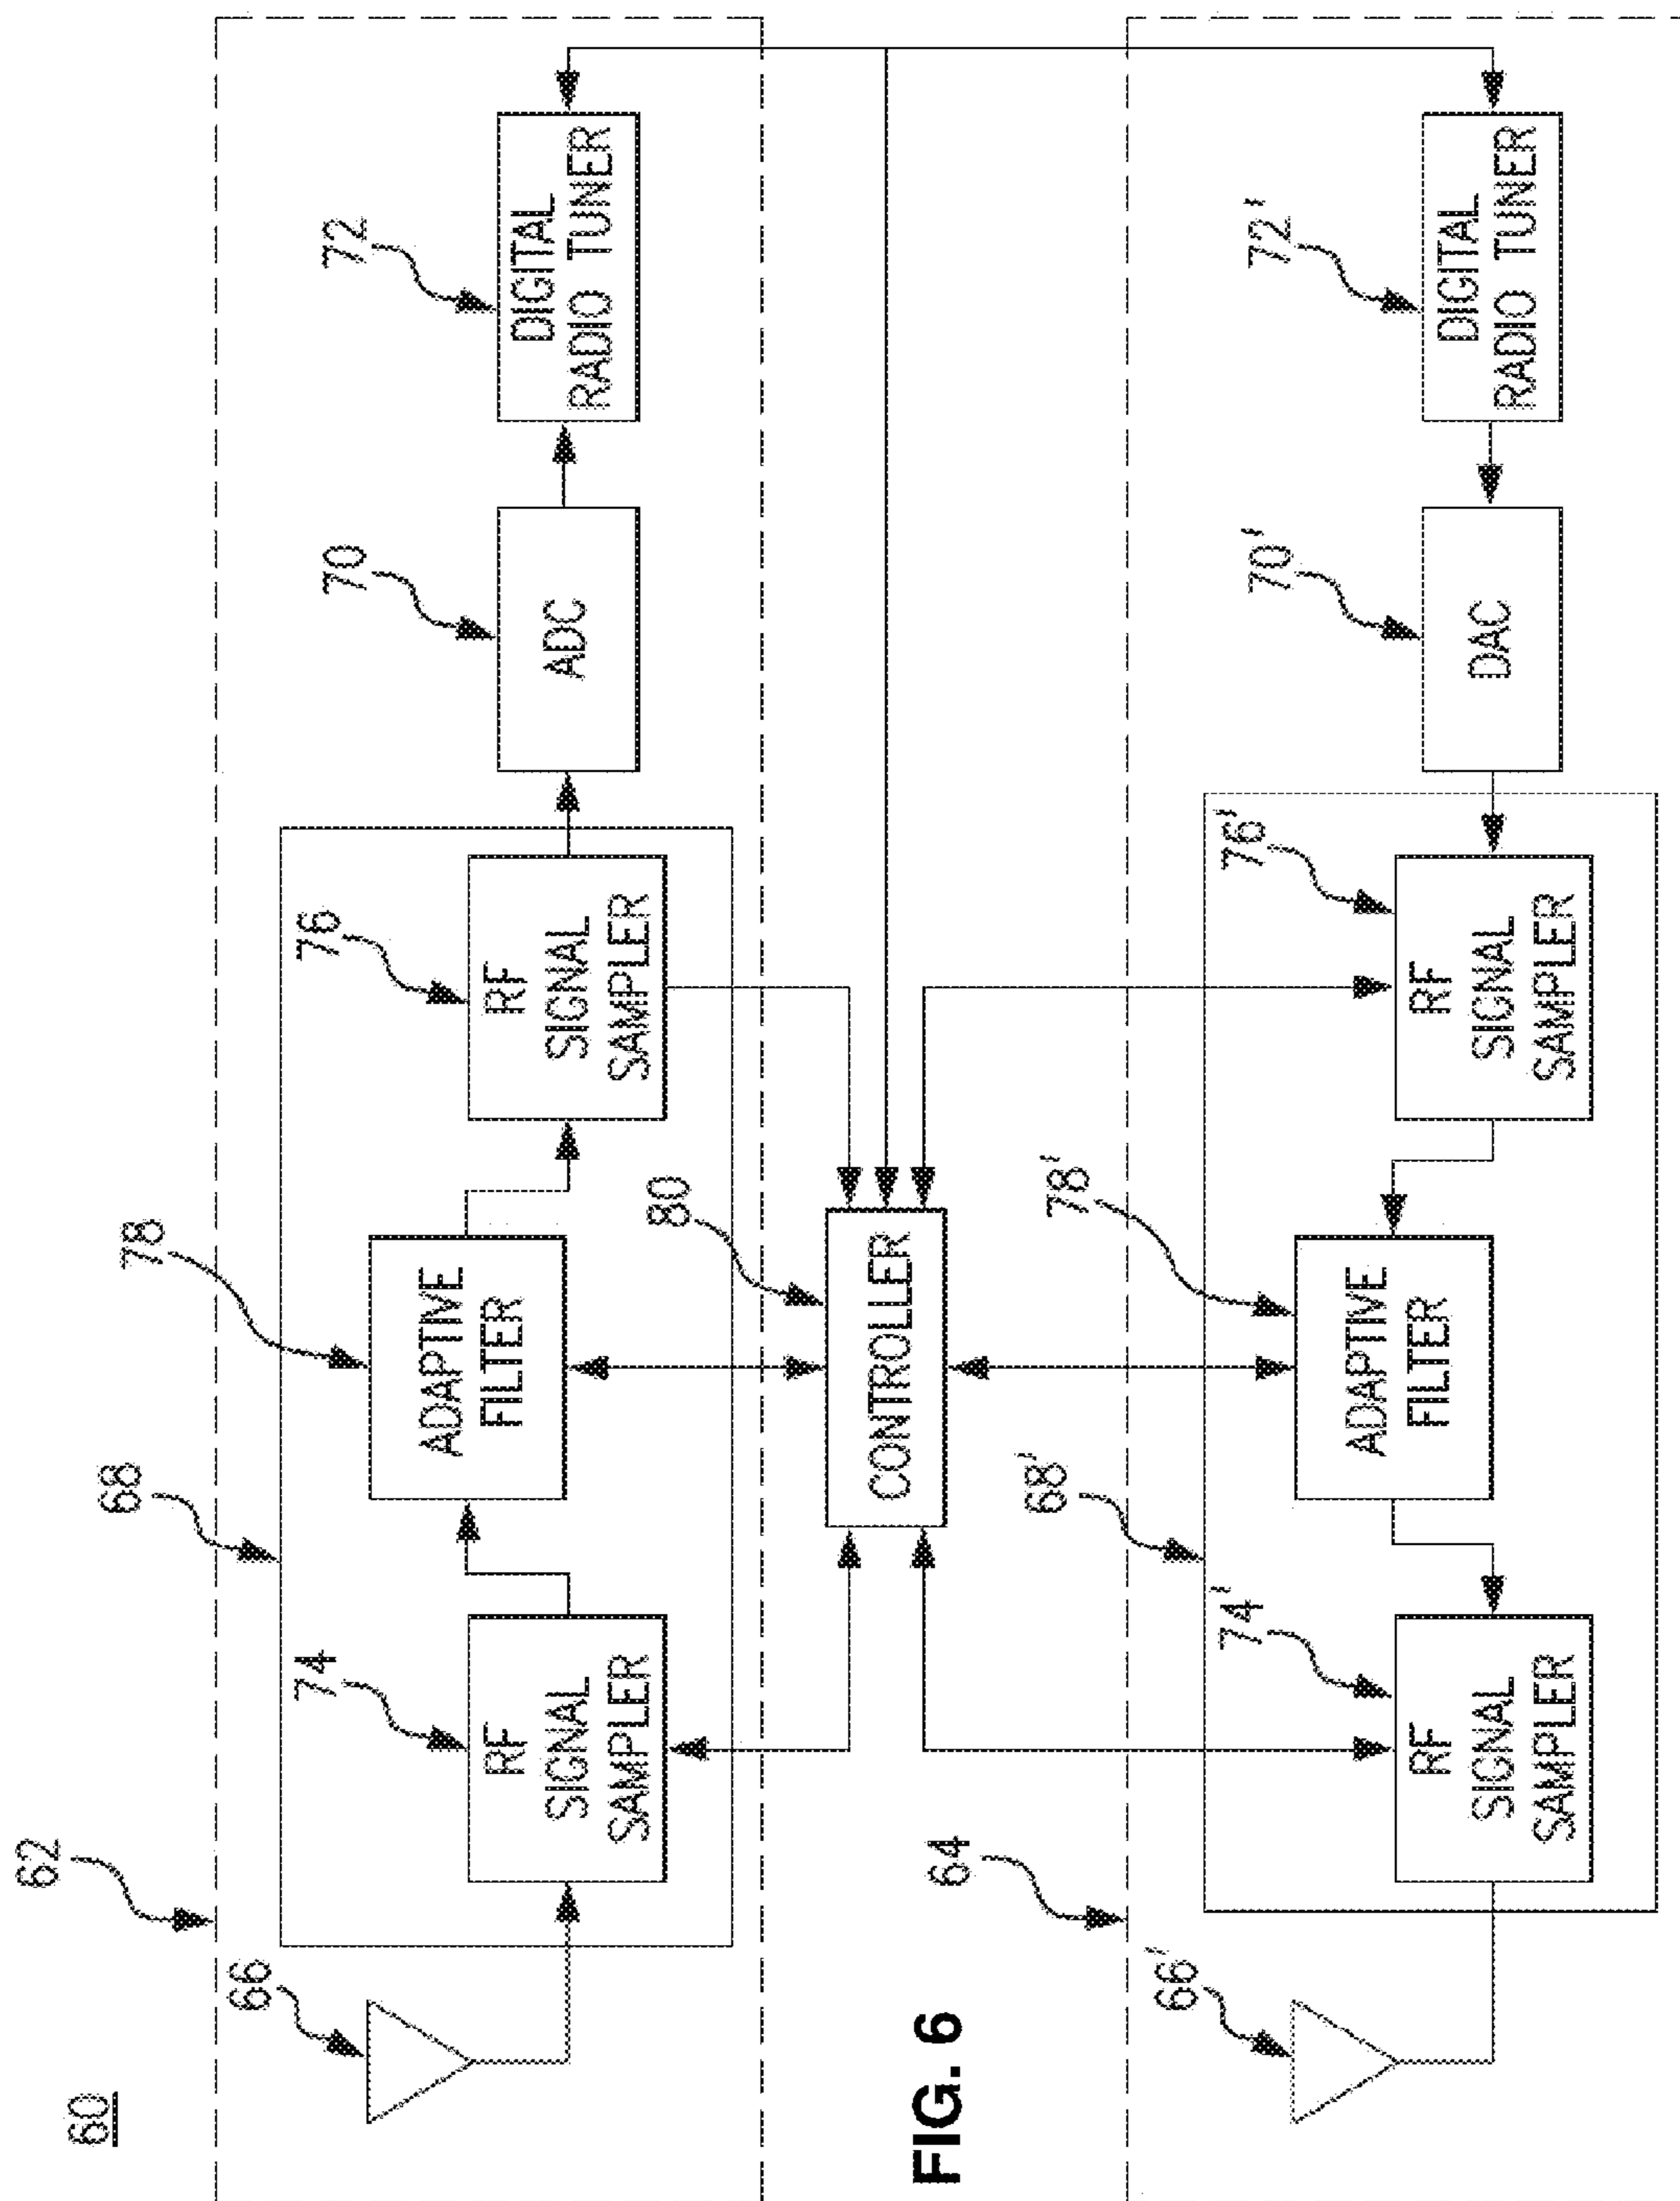 60
62
66
68
74
RF
SIGNAL
SAMPLER
78
ADAPTIVE
FILTER
76
RF
SIGNAL
SAMPLER
70
ADC
72
DIGITAL
RADIO TUNER
80
CONTROLLER
FIG. 6
64
66'
68'
74'
RF
SIGNAL
SAMPLER
78'
ADAPTIVE
FILTER
76'
RF
SIGNAL
SAMPLER
70'
DAC
72'
DIGITAL
RADIO TUNER